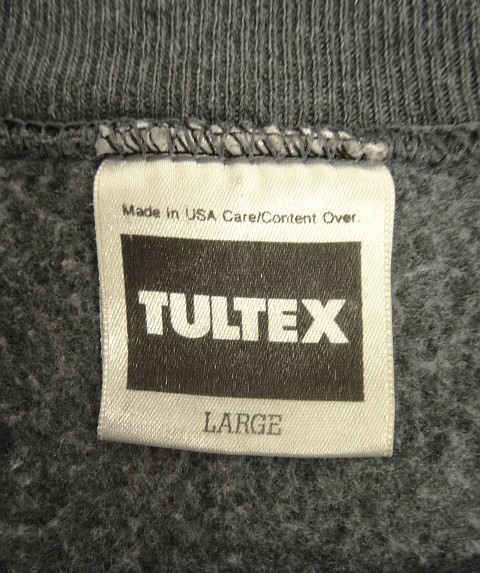 Made in USA Care/Content Over.
TULTEX
LARGE